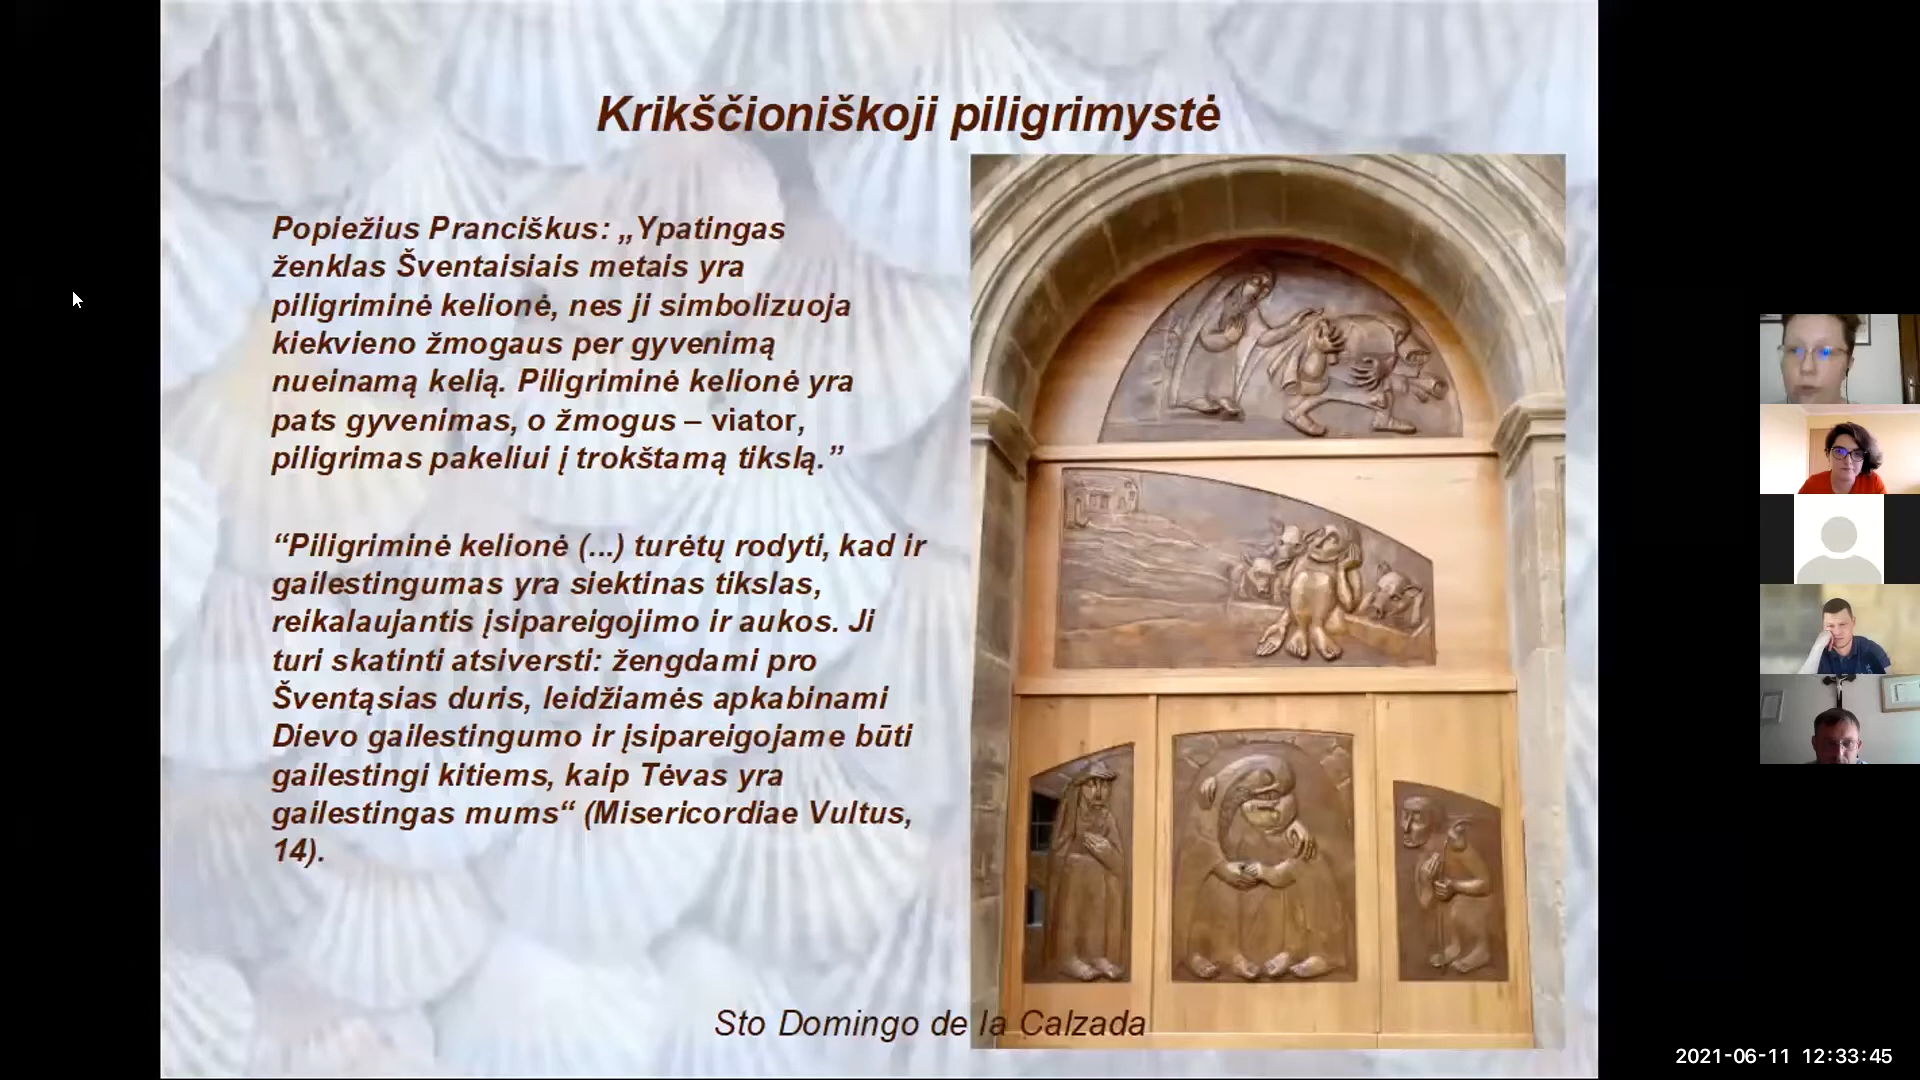 Krikščioniškoji piligrimystė
Popiežius Pranciškus: „Ypatingas
ženklas Šventaisiais metais yra
piligriminė kelionė, nes ji simbolizuoja
kiekvieno žmogaus per gyvenimą
nueinamą kelią. Piligriminė kelionė yra
pats gyvenimas, o žmogus – viator,
piligrimas pakeliui į trokštamą tikslą.”
“Piligriminė kelionė (...) turėtų rodyti, kad ir
gailestingumas yra siektinas tikslas,
reikalaujantis įsipareigojimo ir aukos. Ji
turi skatinti atsiversti: žengdami pro
Šventąsias duris, leidžiamės apkabinami
Dievo gailestingumo ir įsipareigojame būti
gailestingi kitiems, kaip Tėvas yra
gailestingas mums“ (Misericordiae Vultus,
14).
Sto Domingo de la Calzada
2021-06-11 12:33:45